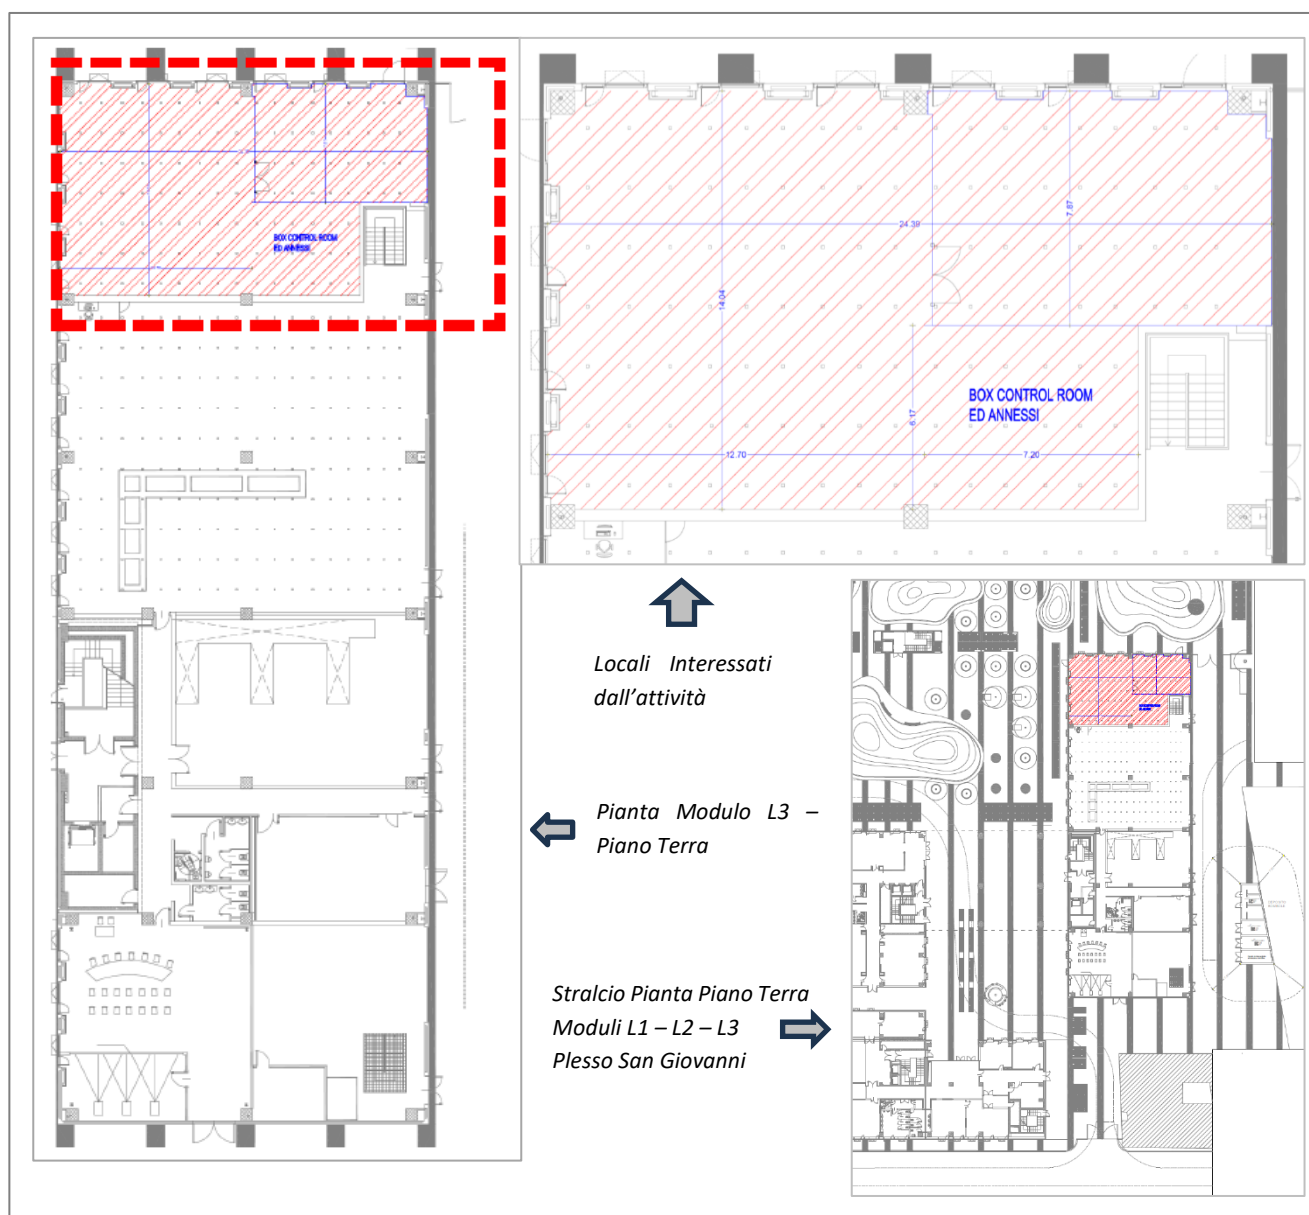 BOX CONTROL ROOM
ED ANNESSI
24.39
7.87
14.04
6.17
BOX CONTROL ROOM
ED ANNESSI
12.70
7.20
Locali Interessati
dall’attività
Pianta Modulo L3 –
Piano Terra
Stralcio Pianta Piano Terra
Moduli L1 – L2 – L3
Plesso San Giovanni